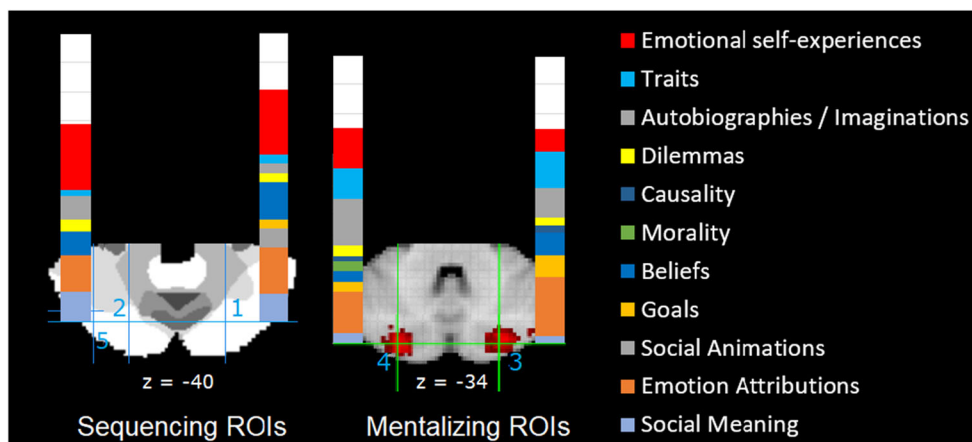 Emotional self-experiences
Traits
Autobiographies / Imaginations
Dilemmas
Causality
Morality
Beliefs
Goals
Social Animations
Emotion Attributions
Social Meaning
2
1
5
4
3
z = -40
z = -34
Sequencing ROIs
Mentalizing ROIs